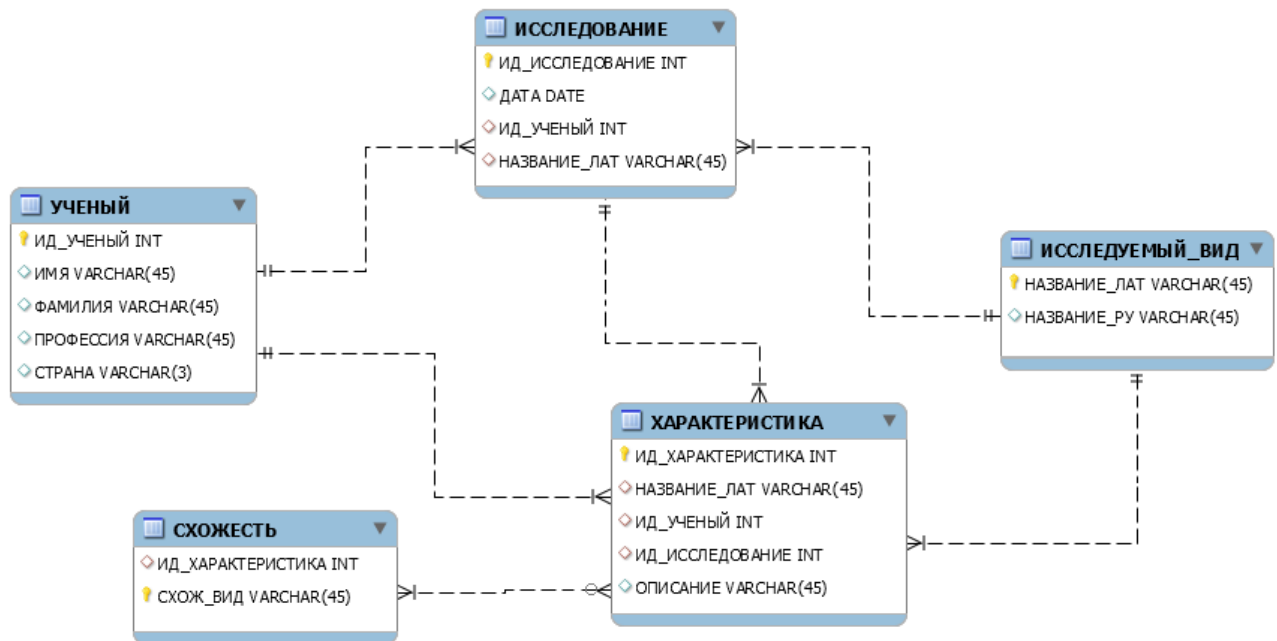 ИССЛЕДОВАНИЕ
ИД_ИССЛЕДОВАНИЕ INT
ДАТА DATE
ИД_УЧЕНЫЙ INT
НАЗВАНИЕ_ЛАТ VARCHAR(45)
УЧЕНЫЙ
ИД_УЧЕНЫЙ INT
ИМЯ VARCHAR(45)
ФАМИЛИЯ VARCHAR(45)
ПРОФЕССИЯ VARCHAR(45)
СТРАНА VARCHAR(3)
ИССЛЕДУЕМЫЙ_ВИД
НАЗВАНИЕ_ЛАТ VARCHAR(45)
НАЗВАНИЕ_РУ VARCHAR(45)
ХАРАКТЕРИСТИКА
ИД_ХАРАКТЕРИСТИКА INT
НАЗВАНИЕ_ЛАТ VARCHAR(45)
ИД_УЧЕНЫЙ INT
ИД_ИССЛЕДОВАНИЕ INT
ОПИСАНИЕ VARCHAR(45)
СХОЖЕСТЬ
ИД_ХАРАКТЕРИСТИКА INT
СХОЖ_ВИД VARCHAR(45)